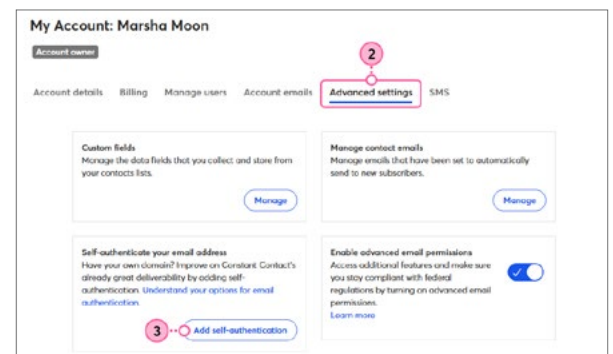 My Account: Marsha Moon
Account owner
2
Account details Billing Manage users Account emails Advanced settings SMS
Custom fields
Manage the data fields that you collect and store from
your contacts lists.
Manage
Manage contact emails
Manage emails that have been set to automatically
send to new subscribers.
Manage
Self-authenticate your email address
Have your own domain? Improve on Constant Contact's
already great deliverability by adding self-
authentication. Understand your options for email
authentication.
3
Add self-authentication
Enable advanced email permissions
Access additional features and make sure
you stay compliant with federal
regulations by turning on advanced email
permissions.
Learn more